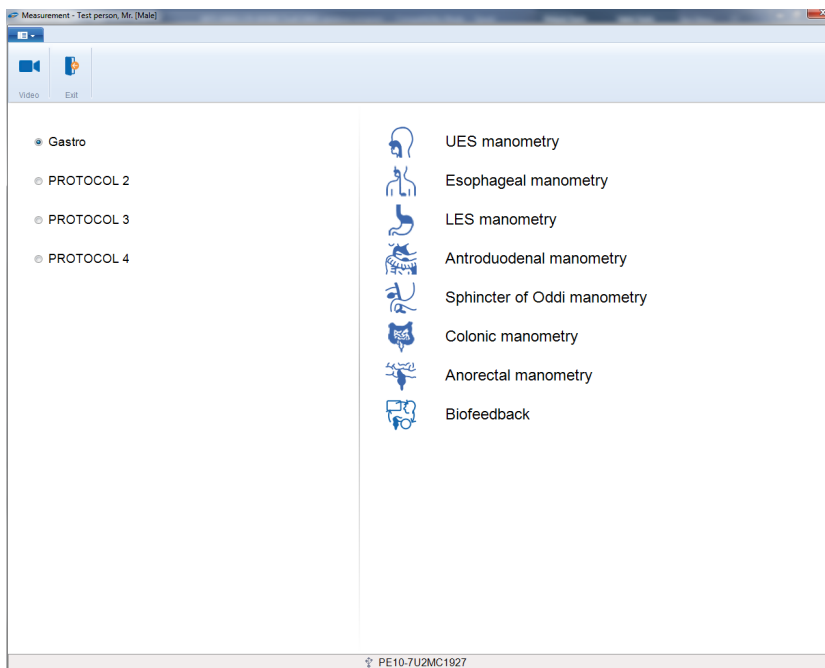 Measurement - Test person, Mr. [Male]
Video
Exit
Gastro
PROTOCOL 2
PROTOCOL 3
PROTOCOL 4
UES manometry
Esophageal manometry
LES manometry
Antroduodenal manometry
Sphincter of Oddi manometry
Colonic manometry
Anorectal manometry
Biofeedback
PE10-7U2MC1927